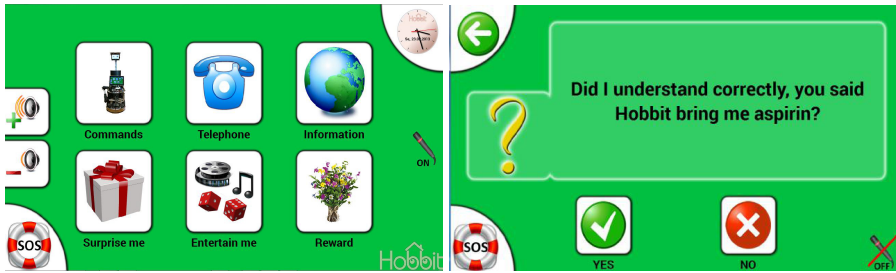 Hobbit
Commands
Telephone
Information
ON
Surprise me
Entertain me
Reward
SOS
Hobbit
Did I understand correctly, you said
Hobbit bring me aspirin?
SOS
YES
NO
OFF